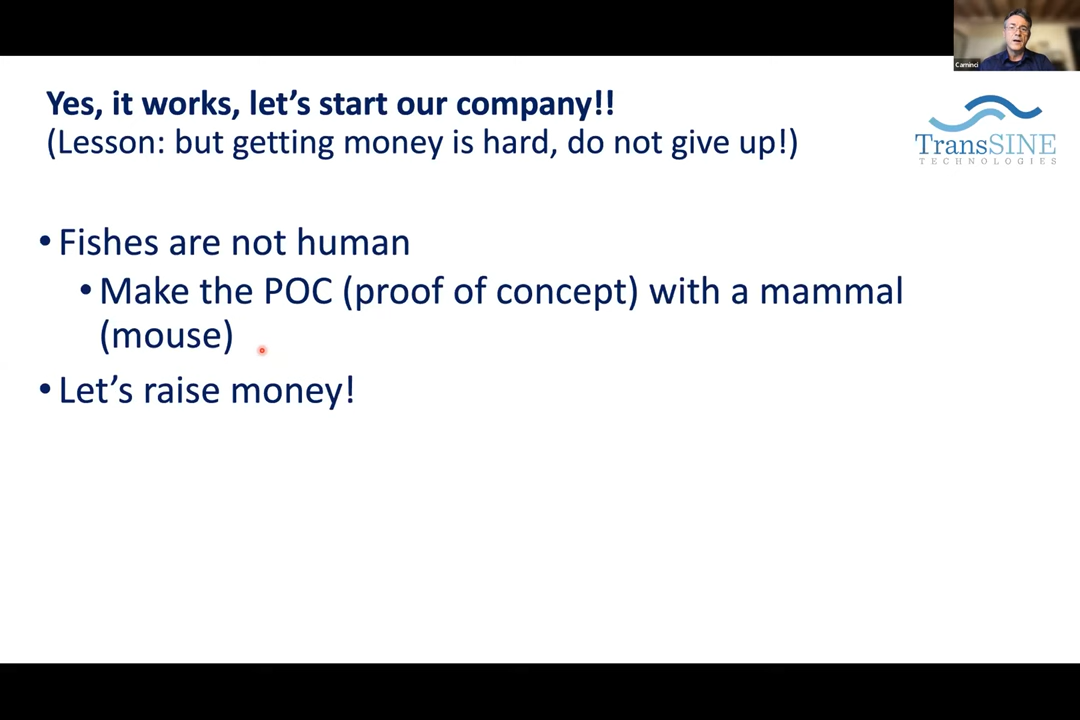 Caminci
Yes, it works, let's start our company!!
(Lesson: but getting money is hard, do not give up!)
TransSINE
TECHNOLOGIES
• Fishes are not human
• Make the POC (proof of concept) with a mammal
(mouse)
• Let's raise money!